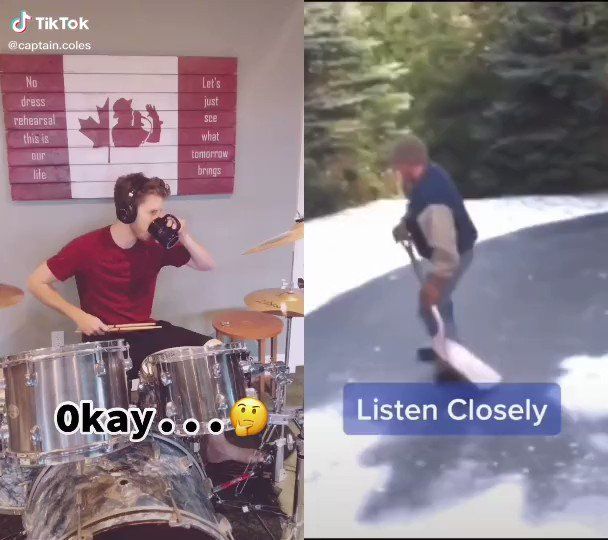 TikTok
@captain.coles
No
dress
rehearsal
this is
our
life
Let's
just
see
what
tomorrow
brings
Okay...🤔
Listen Closely